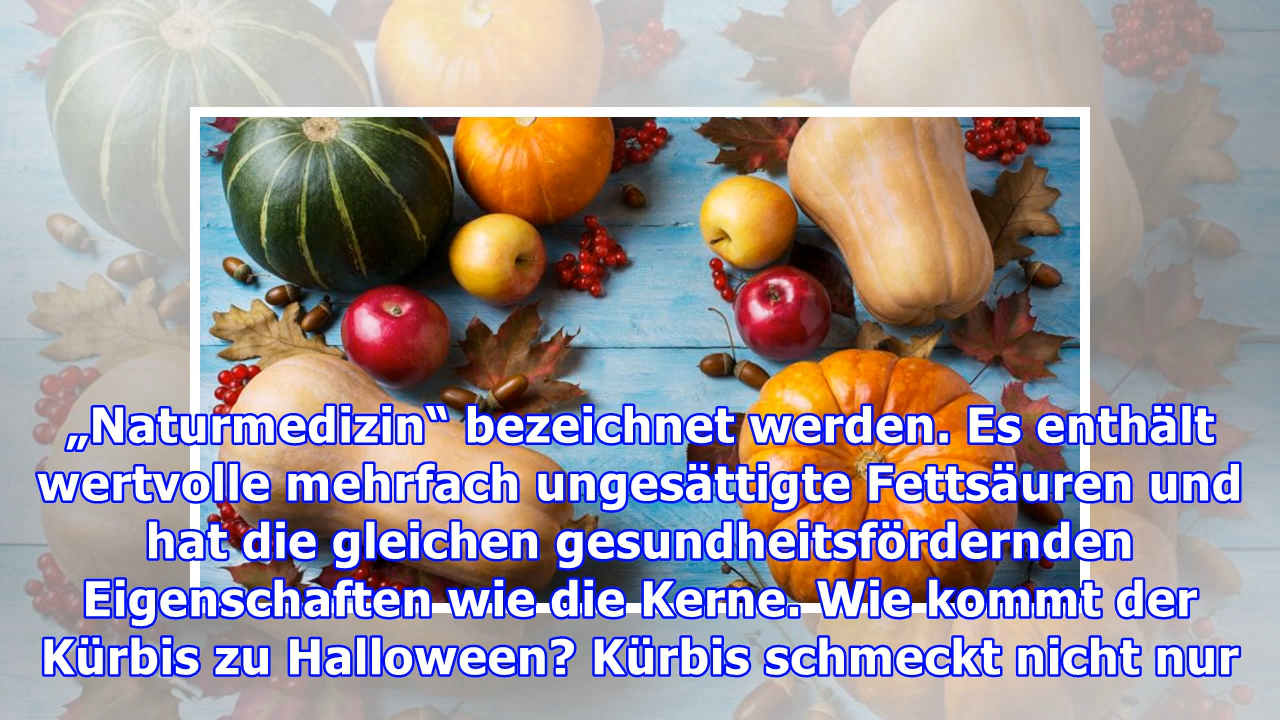 „Naturmedizin“ bezeichnet werden. Es enthält
wertvolle mehrfach ungesättigte Fettsäuren und
hat die gleichen gesundheitsfördernden
Eigenschaften wie die Kerne. Wie kommt der
Kürbis zu Halloween? Kürbis schmeckt nicht nur